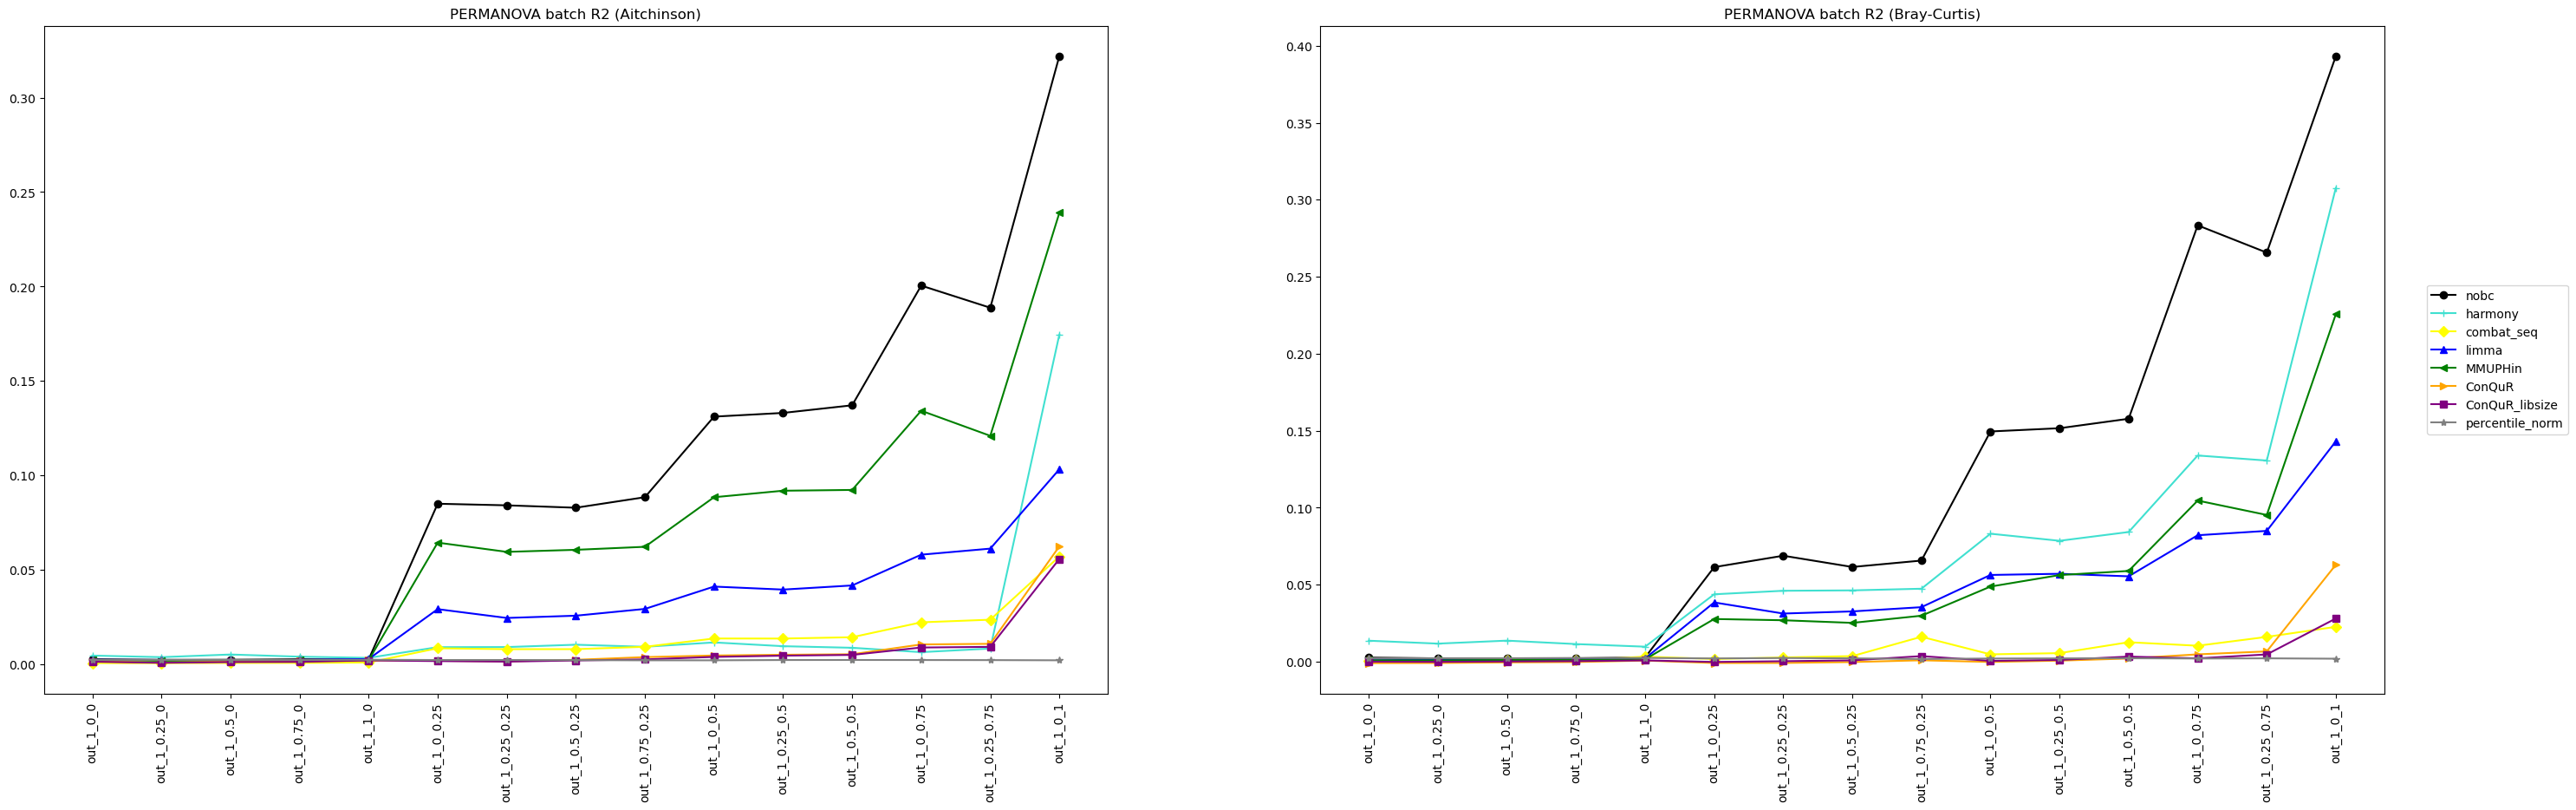 PERMANOVA batch R2 (Aitchinson)
0.30
0.25
0.20
0.15
0.10
0.05
0.00
out_1_0_0
out_1_0.25_0
out_1_0.5_0
out_1_0.75_0
out_1_1_0
out_1_0_0.25
out_1_0.25_0.25
out_1_0.5_0.25
out_1_0.75_0.25
out_1_0_0.5
out_1_0.25_0.5
out_1_0.5_0.5
out_1_0_0.75
out_1_0.25_0.75
out_1_0_1
PERMANOVA batch R2 (Bray-Curtis)
0.40
0.35
0.30
0.25
0.20
0.15
0.10
0.05
0.00
out_1_0_0
out_1_0.25_0
out_1_0.5_0
out_1_0.75_0
out_1_1_0
out_1_0_0.25
out_1_0.25_0.25
out_1_0.5_0.25
out_1_0.75_0.25
out_1_0_0.5
out_1_0.25_0.5
out_1_0.5_0.5
out_1_0_0.75
out_1_0.25_0.75
out_1_0_1
nobc
harmony
combat_seq
limma
MMUPHin
ConQuR
ConQuR_libsize
percentile_norm